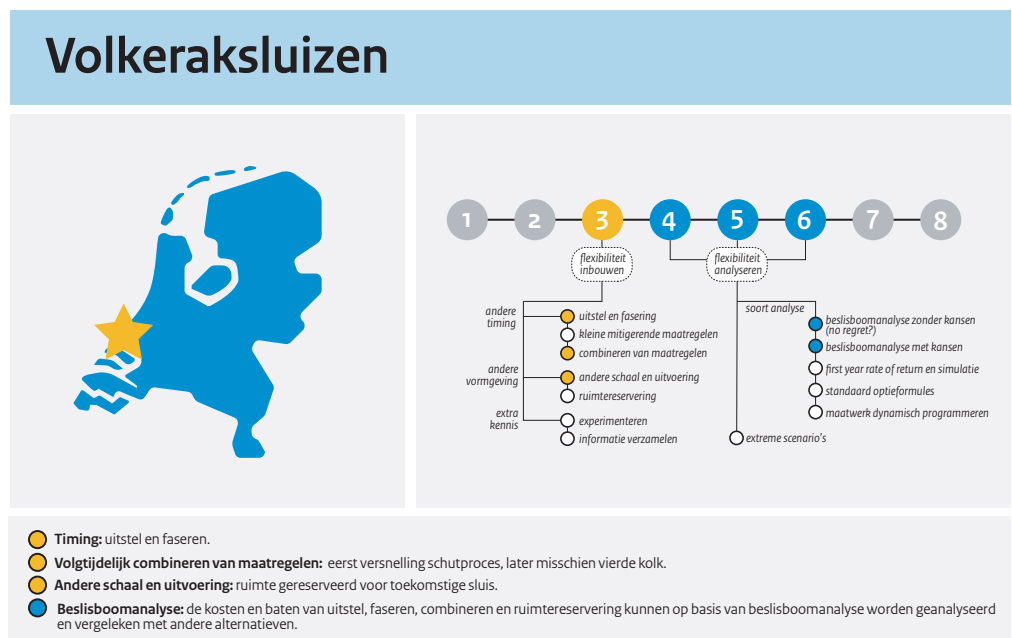 Volkeraksluizen
1 2 3 4 5 6 7 8
flexibiliteit
inbouwen
flexibiliteit
analyseren
andere
timing
uitstel en fasering
kleine mitigerende maatregelen
combineren van maatregelen
andere
vormgeving
andere schaal en uitvoering
ruimtereservering
extra
kennis
experimenteren
informatie verzamelen
soort analyse
beslisboomanalyse zonder kansen
(no regret?)
beslisboomanalyse met kansen
first year rate of return en simulatie
standaard optieformules
maatwerk dynamisch programmeren
extreme scenario's
Timing: uitstel en faseren.
Volgtijdelijk combineren van maatregelen: eerst versnelling schutproces, later misschien vierde kolk.
Andere schaal en uitvoering: ruimte gereserveerd voor toekomstige sluis.
Beslisboomanalyse: de kosten en baten van uitstel, faseren, combineren en ruimtereservering kunnen op basis van beslisboomanalyse worden geanalyseerd
en vergeleken met andere alternatieven.